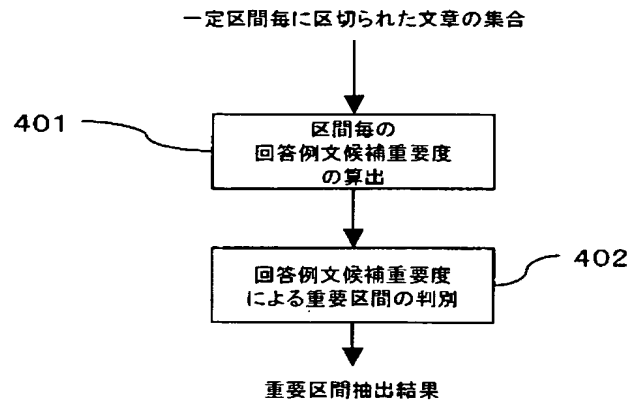 一定区間毎に区切られた文章の集合
401
区間毎の
回答例文候補重要度
の算出
回答例文候補重要度
による重要区間の判別
402
重要区間抽出結果